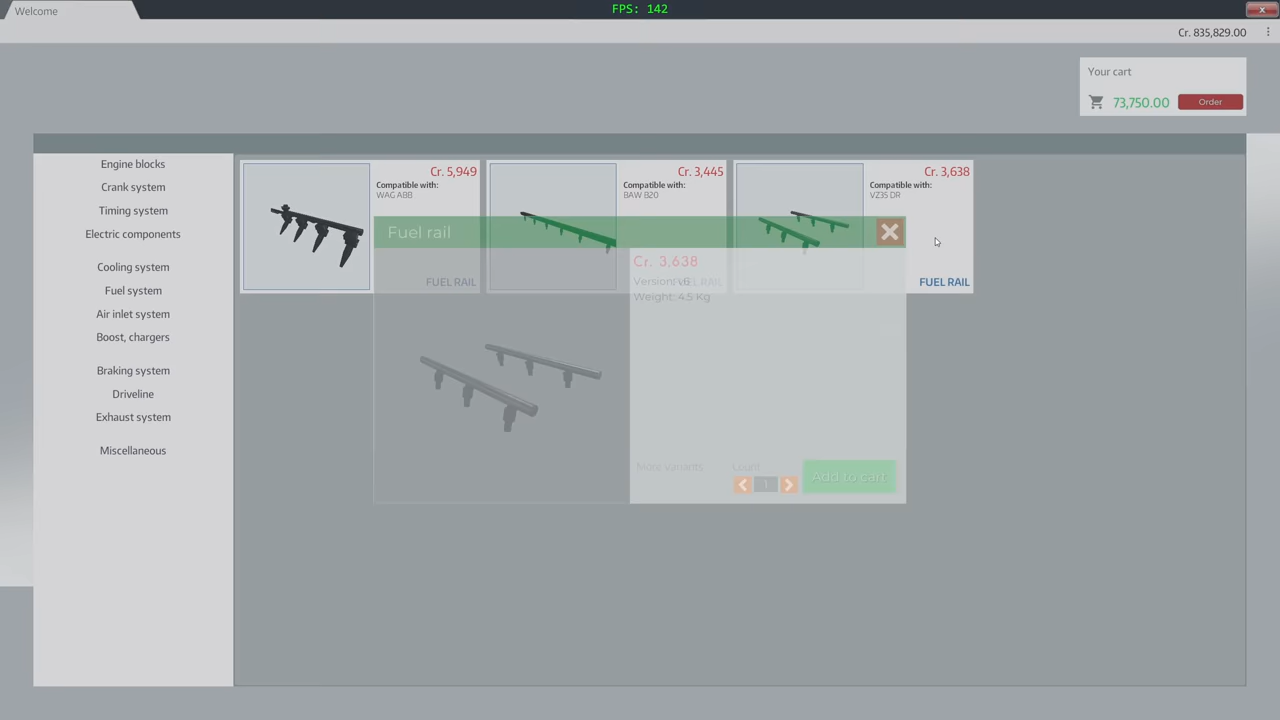 FPS: 142
Welcome
x
Cr. 835,829.00
Your cart
73,750.00
Order
Engine blocks
Crank system
Timing system
Electric components
Cooling system
Fuel system
Air inlet system
Boost, chargers
Braking system
Driveline
Exhaust system
Miscellaneous
Cr. 5,949
Compatible with:
WAG ABB
FUEL RAIL
Cr. 3,445
Compatible with:
BAW B20
FUEL RAIL
Cr. 3,638
Compatible with:
VZ35 DR
FUEL RAIL
Fuel rail
Cr. 3,638
Version: v6
Weight: 4.5 Kg
More variants
Count
1
Add to cart